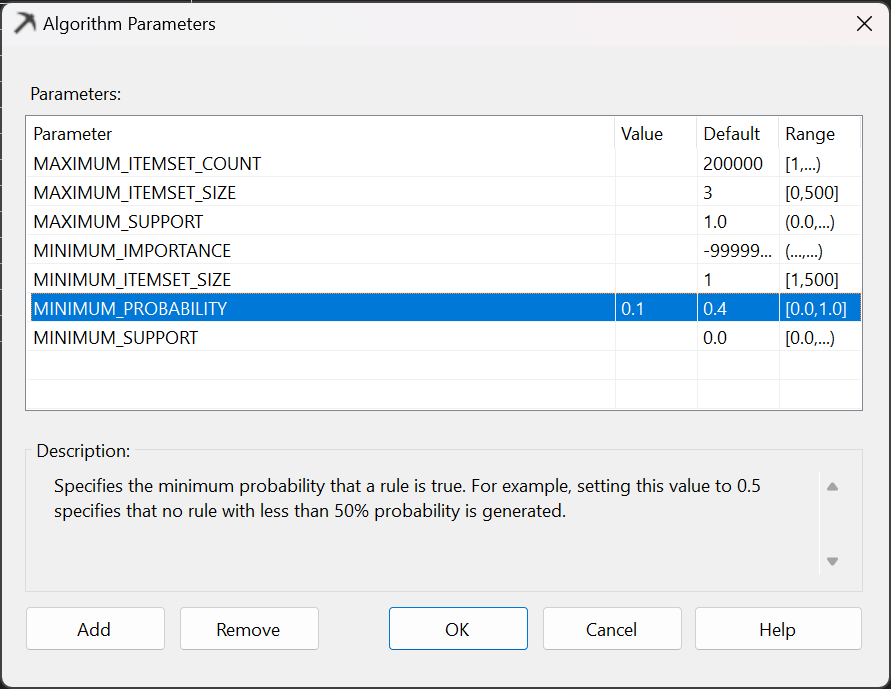 Algorithm Parameters
Parameters:
Parameter Value Default Range
MAXIMUM_ITEMSET_COUNT 200000 [1,...)
MAXIMUM_ITEMSET_SIZE 3 [0,500]
MAXIMUM_SUPPORT 1.0 (0.0,...)
MINIMUM_IMPORTANCE -99999... (...,...)
MINIMUM_ITEMSET_SIZE 1 [1,500]
MINIMUM_PROBABILITY 0.1 0.4 [0.0,1.0]
MINIMUM_SUPPORT 0.0 [0.0,...)
Description:
Specifies the minimum probability that a rule is true. For example, setting this value to 0.5
specifies that no rule with less than 50% probability is generated.
Add Remove OK Cancel Help